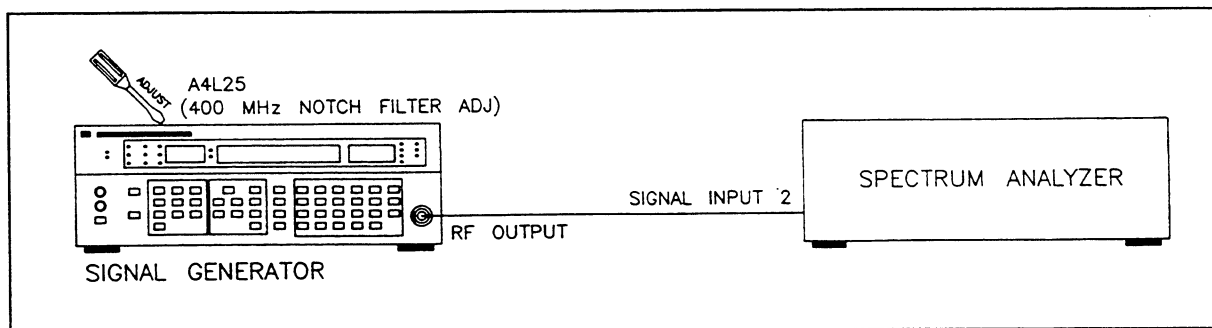 ADJUST
A4L25
(400 MHz NOTCH FILTER ADJ)
SPECTRUM ANALYZER
SIGNAL INPUT 2
RF OUTPUT
SIGNAL GENERATOR